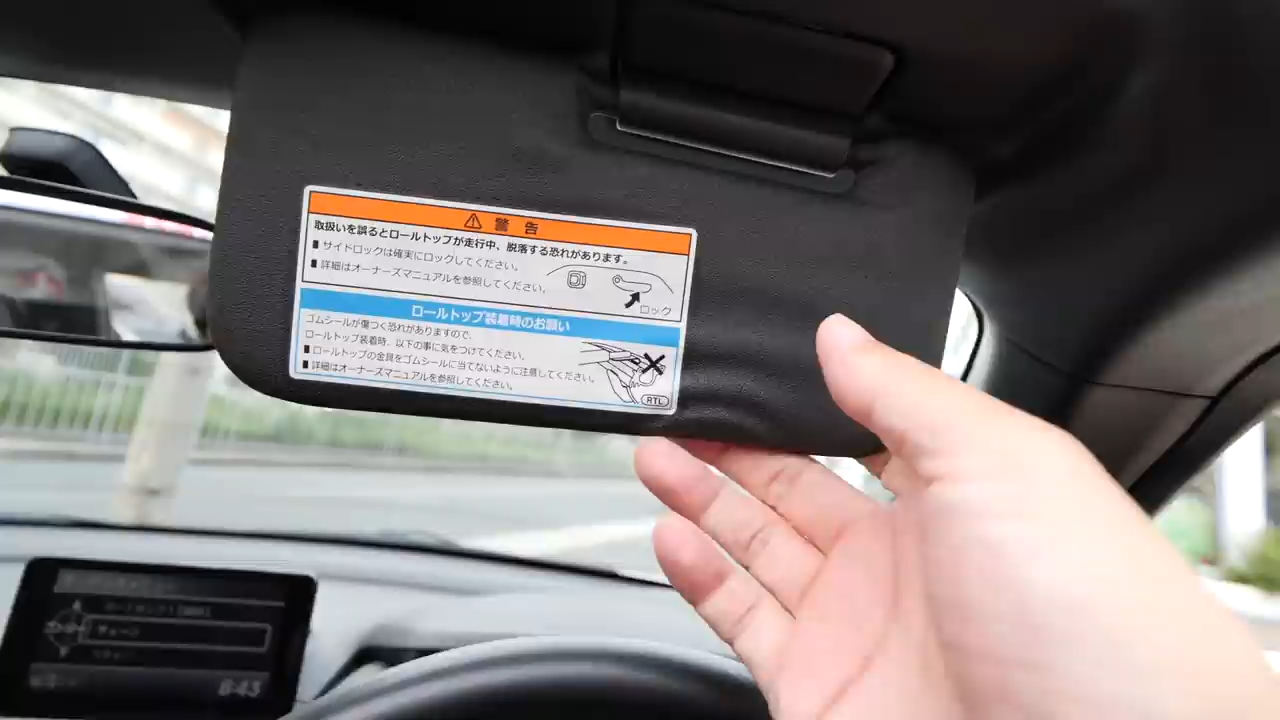 警告
取扱いを誤るとロールトップが走行中、脱落する恐れがあります。
■ サイドロックは確実にロックしてください。
■ 詳細はオーナーズマニュアルを参照してください。
ロック
ロールトップ装着時のお願い
ゴムシールが傷つく恐れがありますので、
ロールトップ装着時、以下の事に気をつけてください。
■ ロールトップの金具をゴムシールに当てないように注意してください。
■ 詳細はオーナーズマニュアルを参照してください。
RTL
チューン
8:43